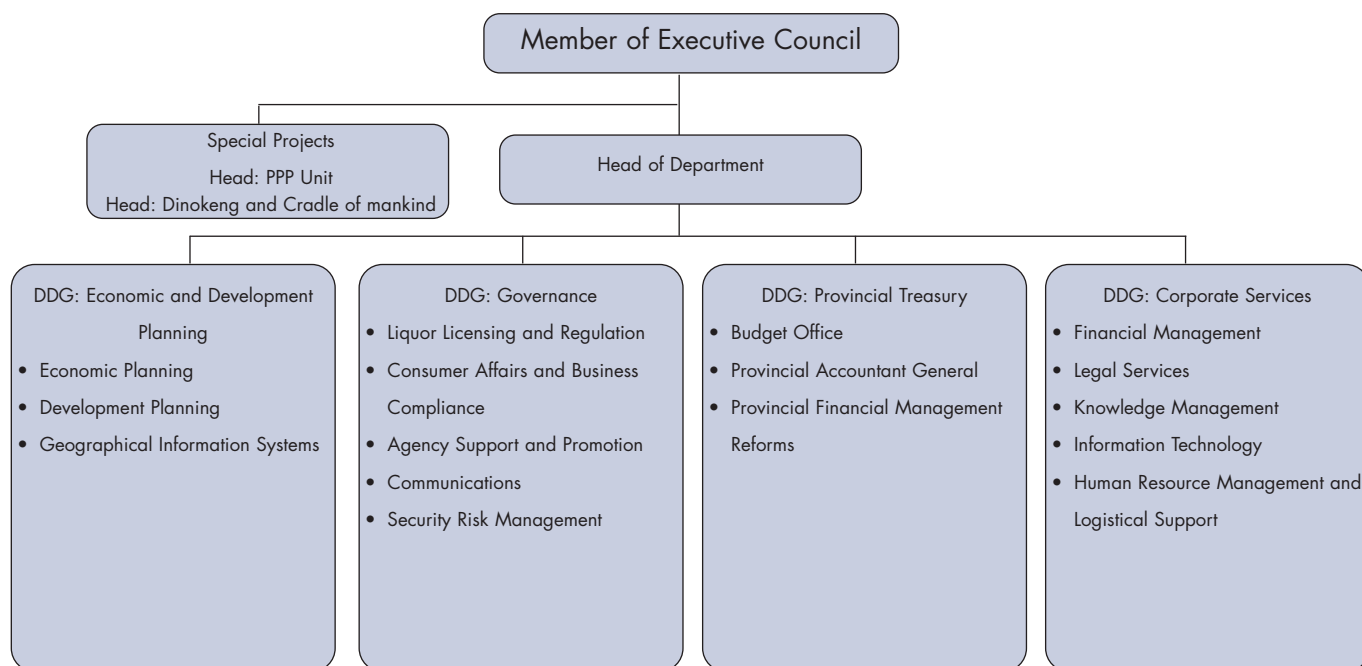 Member of Executive Council
Special Projects
Head: PPP Unit
Head: Dinokeng and Cradle of mankind
Head of Department
DDG: Economic and Development
Planning
• Economic Planning
• Development Planning
• Geographical Information Systems
DDG: Governance
• Liquor Licensing and Regulation
• Consumer Affairs and Business
Compliance
• Agency Support and Promotion
• Communications
• Security Risk Management
DDG: Provincial Treasury
• Budget Office
• Provincial Accountant General
• Provincial Financial Management
Reforms
DDG: Corporate Services
• Financial Management
• Legal Services
• Knowledge Management
• Information Technology
• Human Resource Management and
Logistical Support